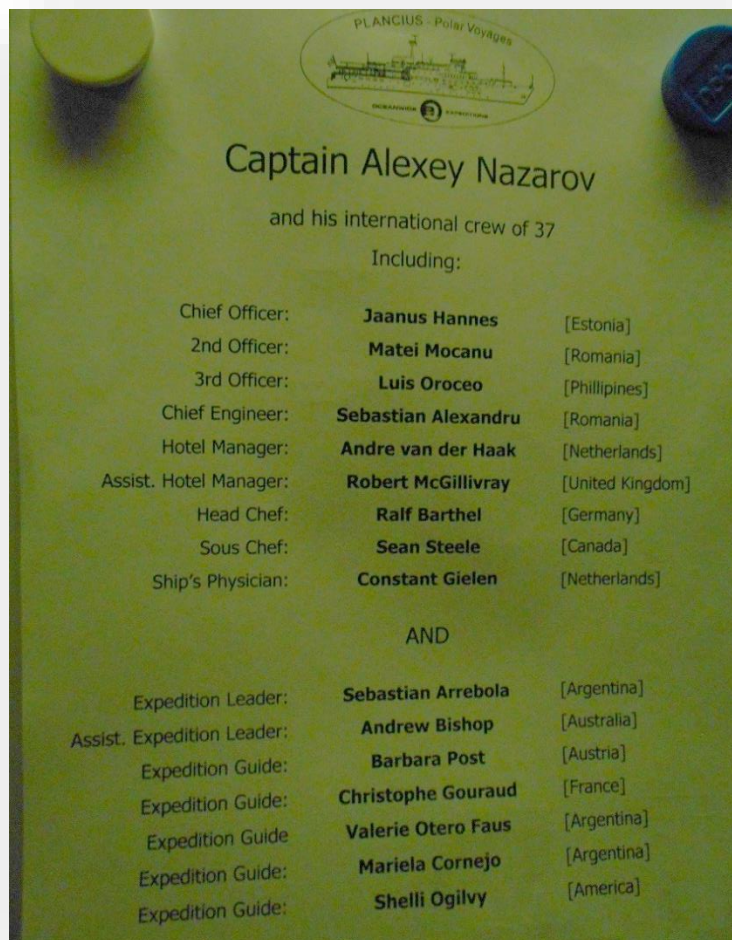 PLANCIUS - Polar Voyages
OCEANWIDE EXPEDITIONS
Captain Alexey Nazarov
and his international crew of 37
Including:
Chief Officer: Jaanus Hannes [Estonia]
2nd Officer: Matei Mocanu [Romania]
3rd Officer: Luis Oroceo [Phillipines]
Chief Engineer: Sebastian Alexandru [Romania]
Hotel Manager: Andre van der Haak [Netherlands]
Assist. Hotel Manager: Robert McGillivray [United Kingdom]
Head Chef: Ralf Barthel [Germany]
Sous Chef: Sean Steele [Canada]
Ship's Physician: Constant Gielen [Netherlands]
AND
Expedition Leader: Sebastian Arrebola [Argentina]
Assist. Expedition Leader: Andrew Bishop [Australia]
Expedition Guide: Barbara Post [Austria]
Expedition Guide: Christophe Gouraud [France]
Expedition Guide Valerie Otero Faus [Argentina]
Expedition Guide: Mariela Cornejo [Argentina]
Expedition Guide: Shelli Ogilvy [America]